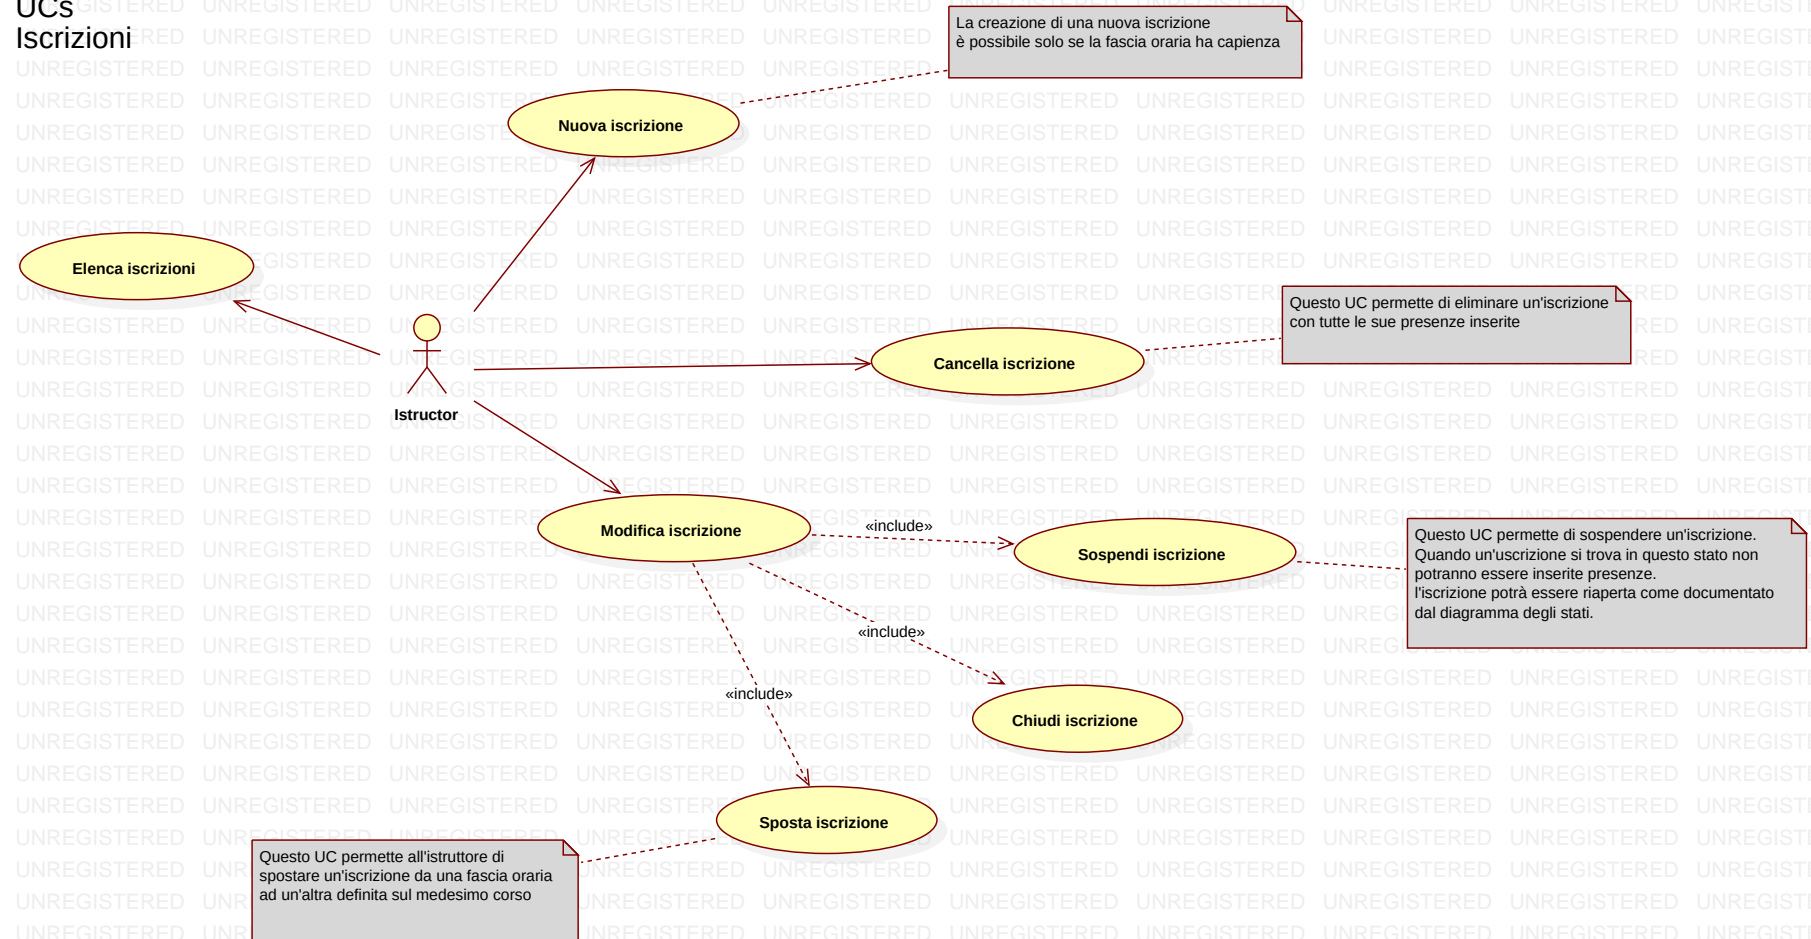 UCs
Iscrizioni
La creazione di una nuova iscrizione
è possibile solo se la fascia oraria ha capienza
Nuova iscrizione
Elenca iscrizioni
Questo UC permette di eliminare un'iscrizione
con tutte le sue presenze inserite
Cancella iscrizione
Istructor
Modifica iscrizione
«include»
Sospendi iscrizione
Questo UC permette di sospendere un'iscrizione.
Quando un'uscrizione si trova in questo stato non
potranno essere inserite presenze.
l'iscrizione potrà essere riaperta come documentato
dal diagramma degli stati.
«include»
«include»
Chiudi iscrizione
Sposta iscrizione
Questo UC permette all'istruttore di
spostare un'iscrizione da una fascia oraria
ad un'altra definita sul medesimo corso
UNREGISTERED